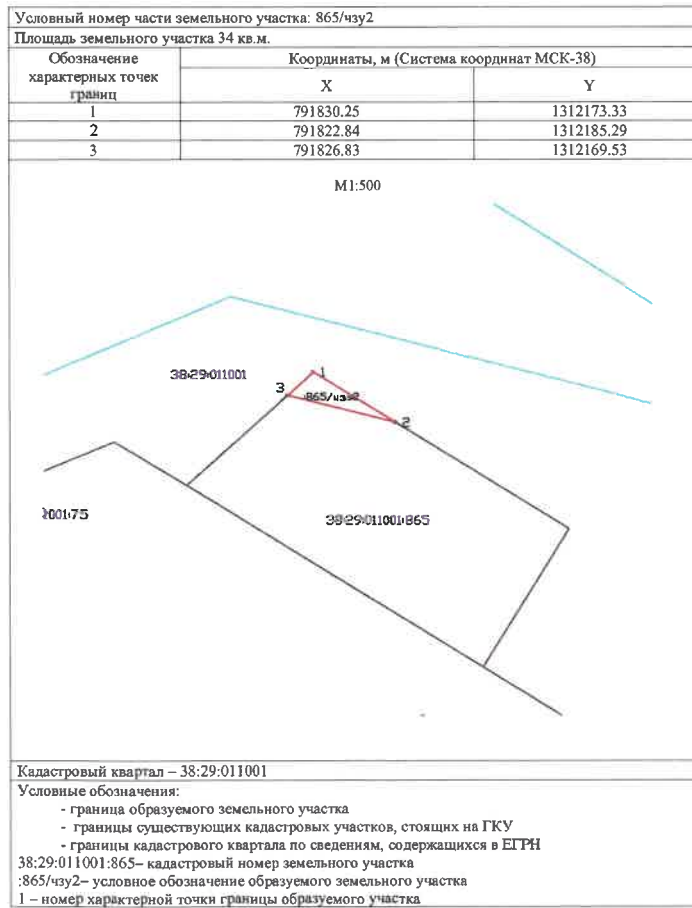 Условный номер части земельного участка: 865/чзу2
Площадь земельного участка 34 кв.м.
Обозначение характерных точек границ
Координаты, м (Система координат МСК-38)
X Y
1 791830.25 1312173.33
2 791822.84 1312185.29
3 791826.83 1312169.53
М1:500
38:29:011001
1
3
:865/чзу2
2
2001:75
38:29:011001:865
Кадастровый квартал – 38:29:011001
Условные обозначения:
- граница образуемого земельного участка
- границы существующих кадастровых участков, стоящих на ГКУ
- границы кадастрового квартала по сведениям, содержащихся в ЕГРН
38:29:011001:865– кадастровый номер земельного участка
:865/чзу2– условное обозначение образуемого земельного участка
1 – номер характерной точки границы образуемого участка